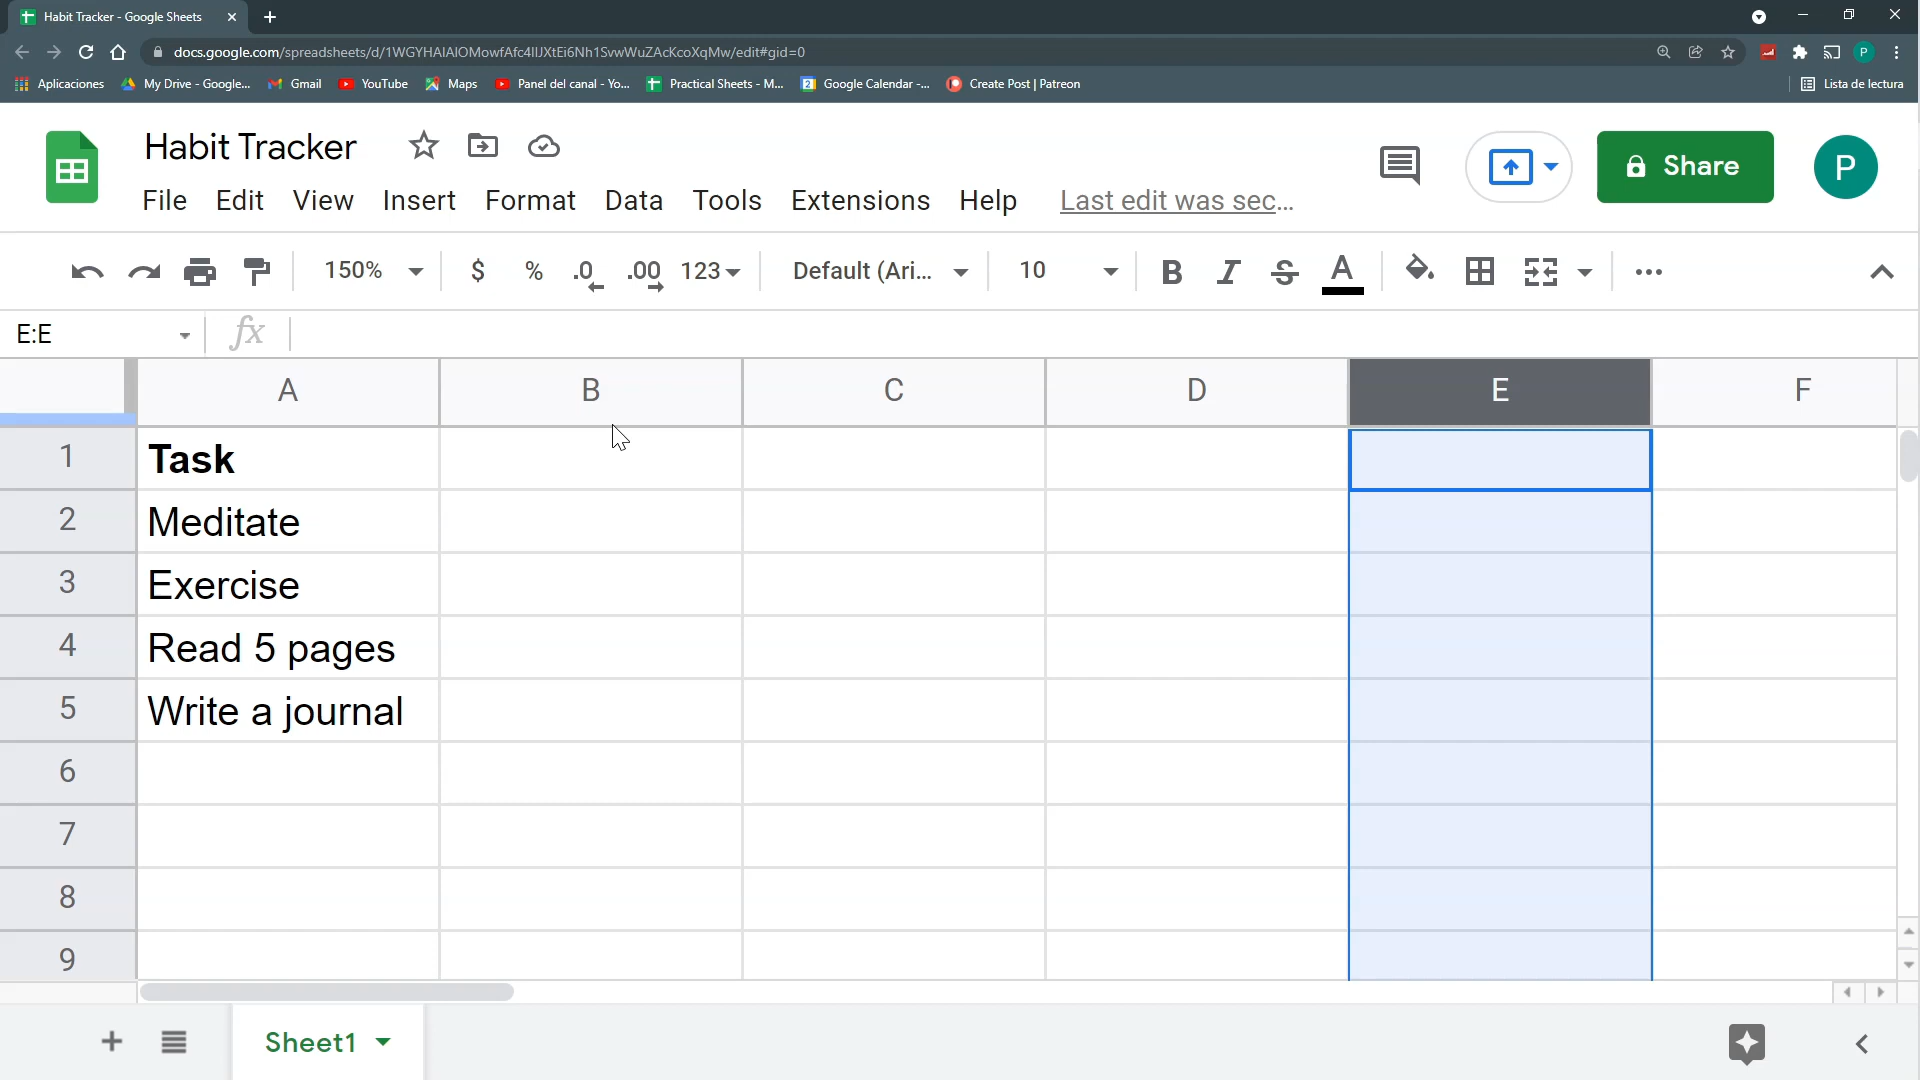 Habit Tracker - Google Sheets
docs.google.com/spreadsheets/d/1WGYHAIAIOMowfAfc4IIJXtEi6Nh1SvwWuZAcKcoXqMw/edit#gid=0
Aplicaciones My Drive - Google... Gmail YouTube Maps Panel del canal - Yo... Practical Sheets - M... Google Calendar -... Create Post | Patreon Lista de lectura
Habit Tracker
Share P
File Edit View Insert Format Data Tools Extensions Help Last edit was sec...
150% $ % .0 .00 123 Default (Ari... 10 B I S A
E:E fx
A B C D E F
1 Task
2 Meditate
3 Exercise
4 Read 5 pages
5 Write a journal
6
7
8
9
Sheet1